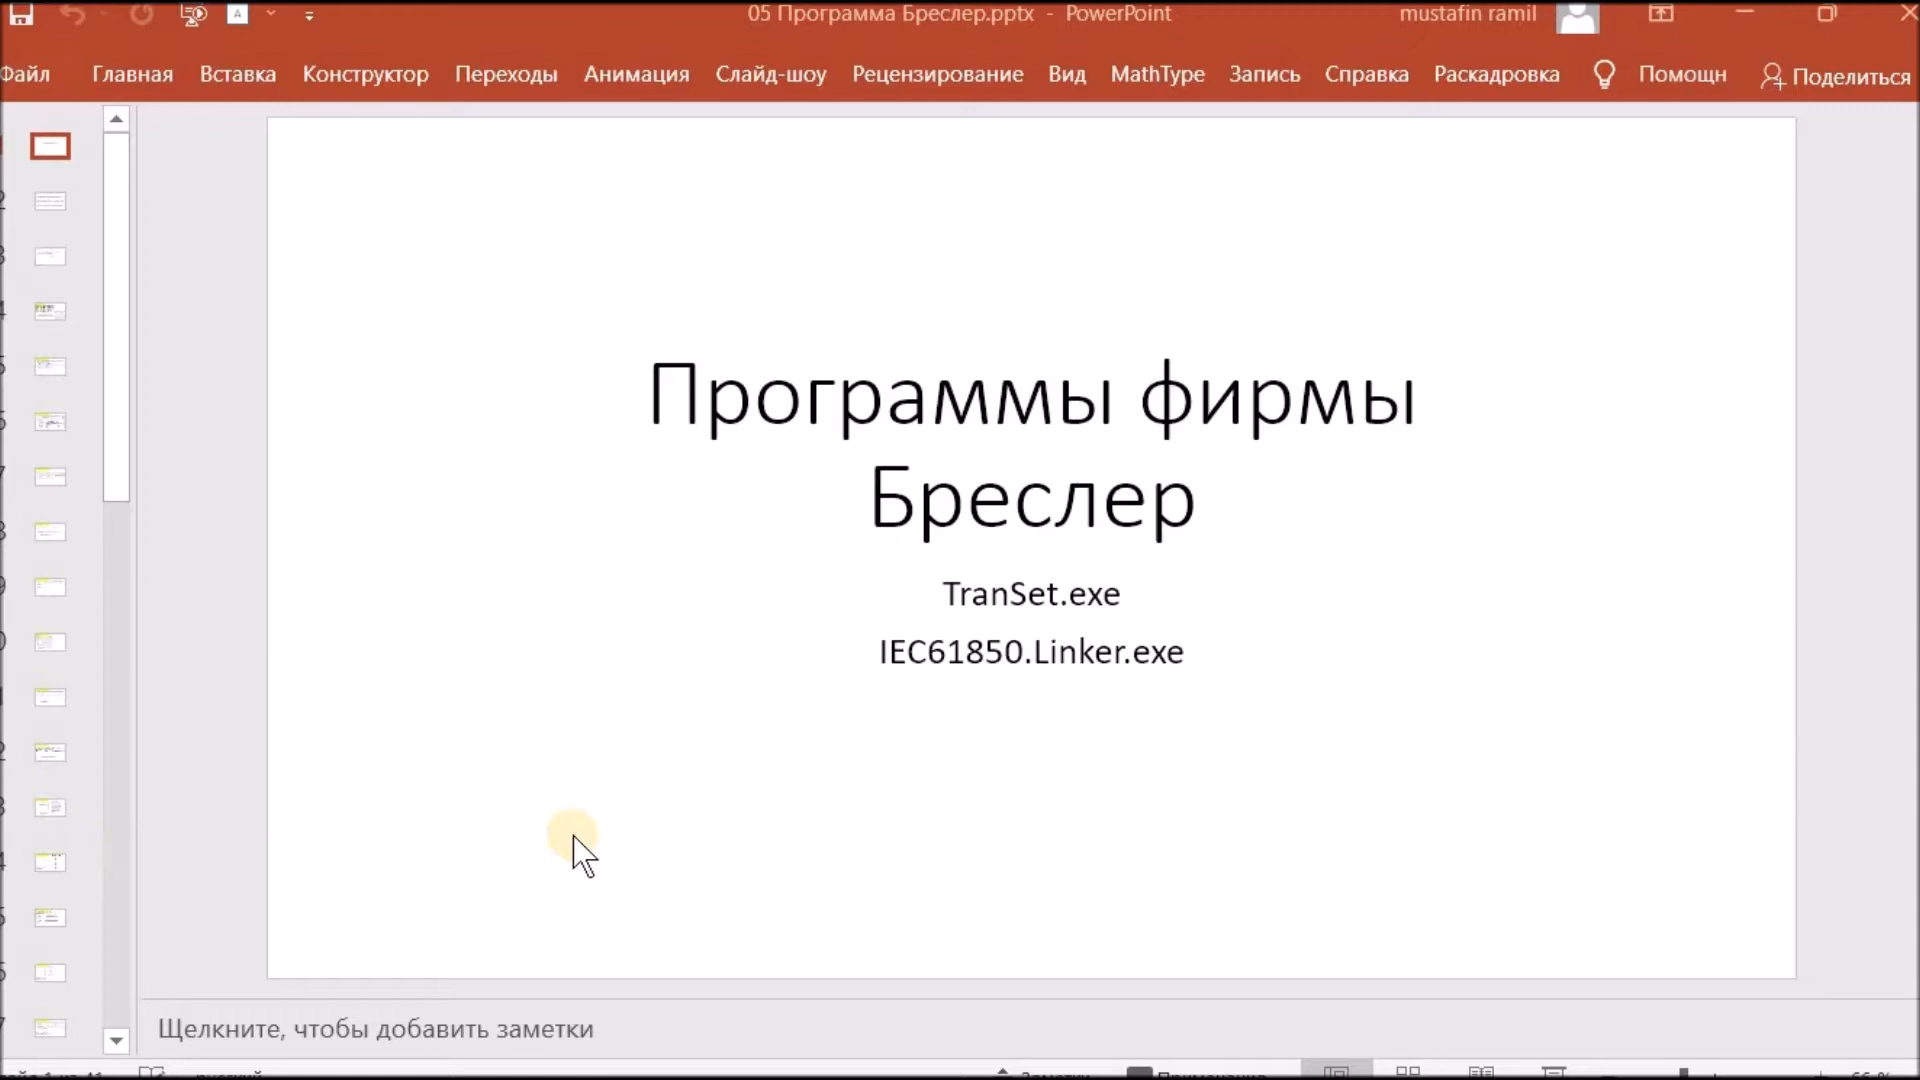 05 Программа Бреслер.pptx - PowerPoint
mustafin ramil
Файл Главная Вставка Конструктор Переходы Анимация Слайд-шоу Рецензирование Вид MathType Запись Справка Раскадровка Помощн Поделиться
Программы фирмы
Бреслер
TranSet.exe
IEC61850.Linker.exe
Щелкните, чтобы добавить заметки